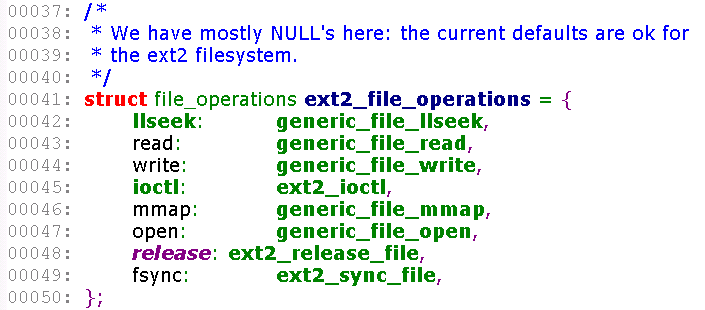 00037: /*
00038:  * We have mostly NULL's here: the current defaults are ok for
00039:  * the ext2 filesystem.
00040:  */
00041: struct file_operations ext2_file_operations = {
00042:     llseek:     generic_file_llseek,
00043:     read:       generic_file_read,
00044:     write:      generic_file_write,
00045:     ioctl:      ext2_ioctl,
00046:     mmap:       generic_file_mmap,
00047:     open:       generic_file_open,
00048:     release: ext2_release_file,
00049:     fsync:      ext2_sync_file,
00050: };